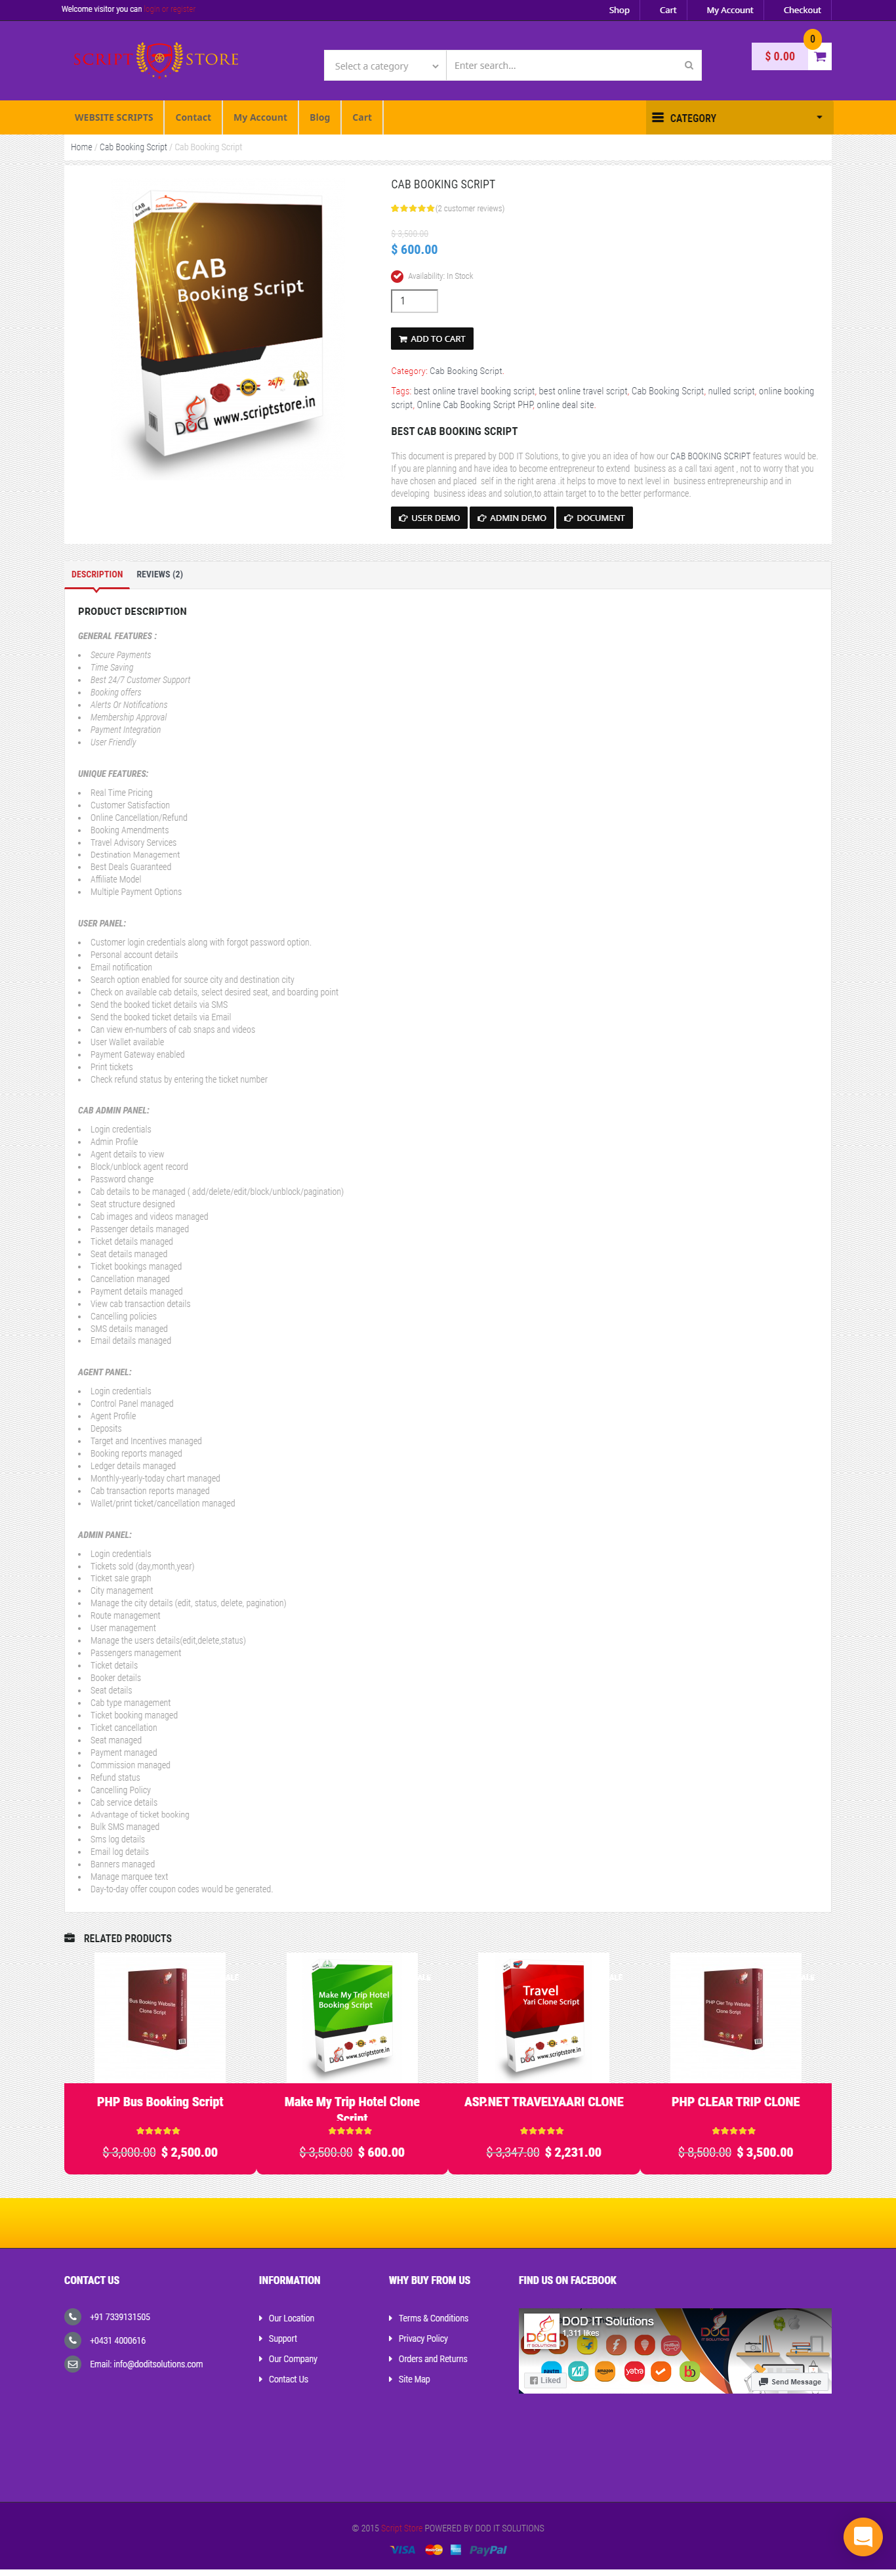 Welcome visitor you can login or register
Shop
Cart
My Account
Checkout
SCRIPT STORE
Select a category
Enter search...
0
$ 0.00
WEBSITE SCRIPTS
Contact
My Account
Blog
Cart
CATEGORY
Home / Cab Booking Script / Cab Booking Script
CAB
Booking Script
www.scriptstore.in
CAB BOOKING SCRIPT
(2 customer reviews)
$ 3,500.00
$ 600.00
Availability: In Stock
1
ADD TO CART
Category: Cab Booking Script.
Tags: best online travel booking script, best online travel script, Cab Booking Script, nulled script, online booking
script, Online Cab Booking Script PHP, online deal site.
BEST CAB BOOKING SCRIPT
This document is prepared by DOD IT Solutions, to give you an idea of how our CAB BOOKING SCRIPT features would be.
If you are planning and have idea to become entrepreneur to extend  business as a call taxi agent , not to worry that you
have chosen and placed  self in the right arena .it helps to move to next level in  business entrepreneurship and in
developing  business ideas and solution,to attain target to to the better performance.
USER DEMO
ADMIN DEMO
DOCUMENT
DESCRIPTION
REVIEWS (2)
PRODUCT DESCRIPTION
GENERAL FEATURES :
Secure Payments
Time Saving
Best 24/7 Customer Support
Booking offers
Alerts Or Notifications
Membership Approval
Payment Integration
User Friendly
UNIQUE FEATURES:
Real Time Pricing
Customer Satisfaction
Online Cancellation/Refund
Booking Amendments
Travel Advisory Services
Destination Management
Best Deals Guaranteed
Affiliate Model
Multiple Payment Options
USER PANEL:
Customer login credentials along with forgot password option.
Personal account details
Email notification
Search option enabled for source city and destination city
Check on available cab details, select desired seat, and boarding point
Send the booked ticket details via SMS
Send the booked ticket details via Email
Can view en-numbers of cab snaps and videos
User Wallet available
Payment Gateway enabled
Print tickets
Check refund status by entering the ticket number
CAB ADMIN PANEL:
Login credentials
Admin Profile
Agent details to view
Block/unblock agent record
Password change
Cab details to be managed ( add/delete/edit/block/unblock/pagination)
Seat structure designed
Cab images and videos managed
Passenger details managed
Ticket details managed
Seat details managed
Ticket bookings managed
Cancellation managed
Payment details managed
View cab transaction details
Cancelling policies
SMS details managed
Email details managed
AGENT PANEL:
Login credentials
Control Panel managed
Agent Profile
Deposits
Target and Incentives managed
Booking reports managed
Ledger details managed
Monthly-yearly-today chart managed
Cab transaction reports managed
Wallet/print ticket/cancellation managed
ADMIN PANEL:
Login credentials
Tickets sold (day,month,year)
Ticket sale graph
City management
Manage the city details (edit, status, delete, pagination)
Route management
User management
Manage the users details(edit,delete,status)
Passengers management
Ticket details
Booker details
Seat details
Cab type management
Ticket booking managed
Ticket cancellation
Seat managed
Payment managed
Commission managed
Refund status
Cancelling Policy
Cab service details
Advantage of ticket booking
Bulk SMS managed
Sms log details
Email log details
Banners managed
Manage marquee text
Day-to-day offer coupon codes would be generated.
RELATED PRODUCTS
Bus Booking Website
Clone Script
Make My Trip Hotel
Booking Script
www.scriptstore.in
Travel
Yari Clone Script
www.scriptstore.in
PHP Cler Trip Website
Clone Script
PHP Bus Booking Script
$ 3,000.00 $ 2,500.00
Make My Trip Hotel Clone
Script
$ 3,500.00 $ 600.00
ASP.NET TRAVELYAARI CLONE
$ 3,347.00 $ 2,231.00
PHP CLEAR TRIP CLONE
$ 8,500.00 $ 3,500.00
CONTACT US
+91 7339131505
+0431 4000616
Email: info@doditsolutions.com
INFORMATION
Our Location
Support
Our Company
Contact Us
WHY BUY FROM US
Terms & Conditions
Privacy Policy
Orders and Returns
Site Map
FIND US ON FACEBOOK
DOD IT Solutions
1,311 likes
Liked
Send Message
© 2015 Script Store POWERED BY DOD IT SOLUTIONS
VISA
PayPal